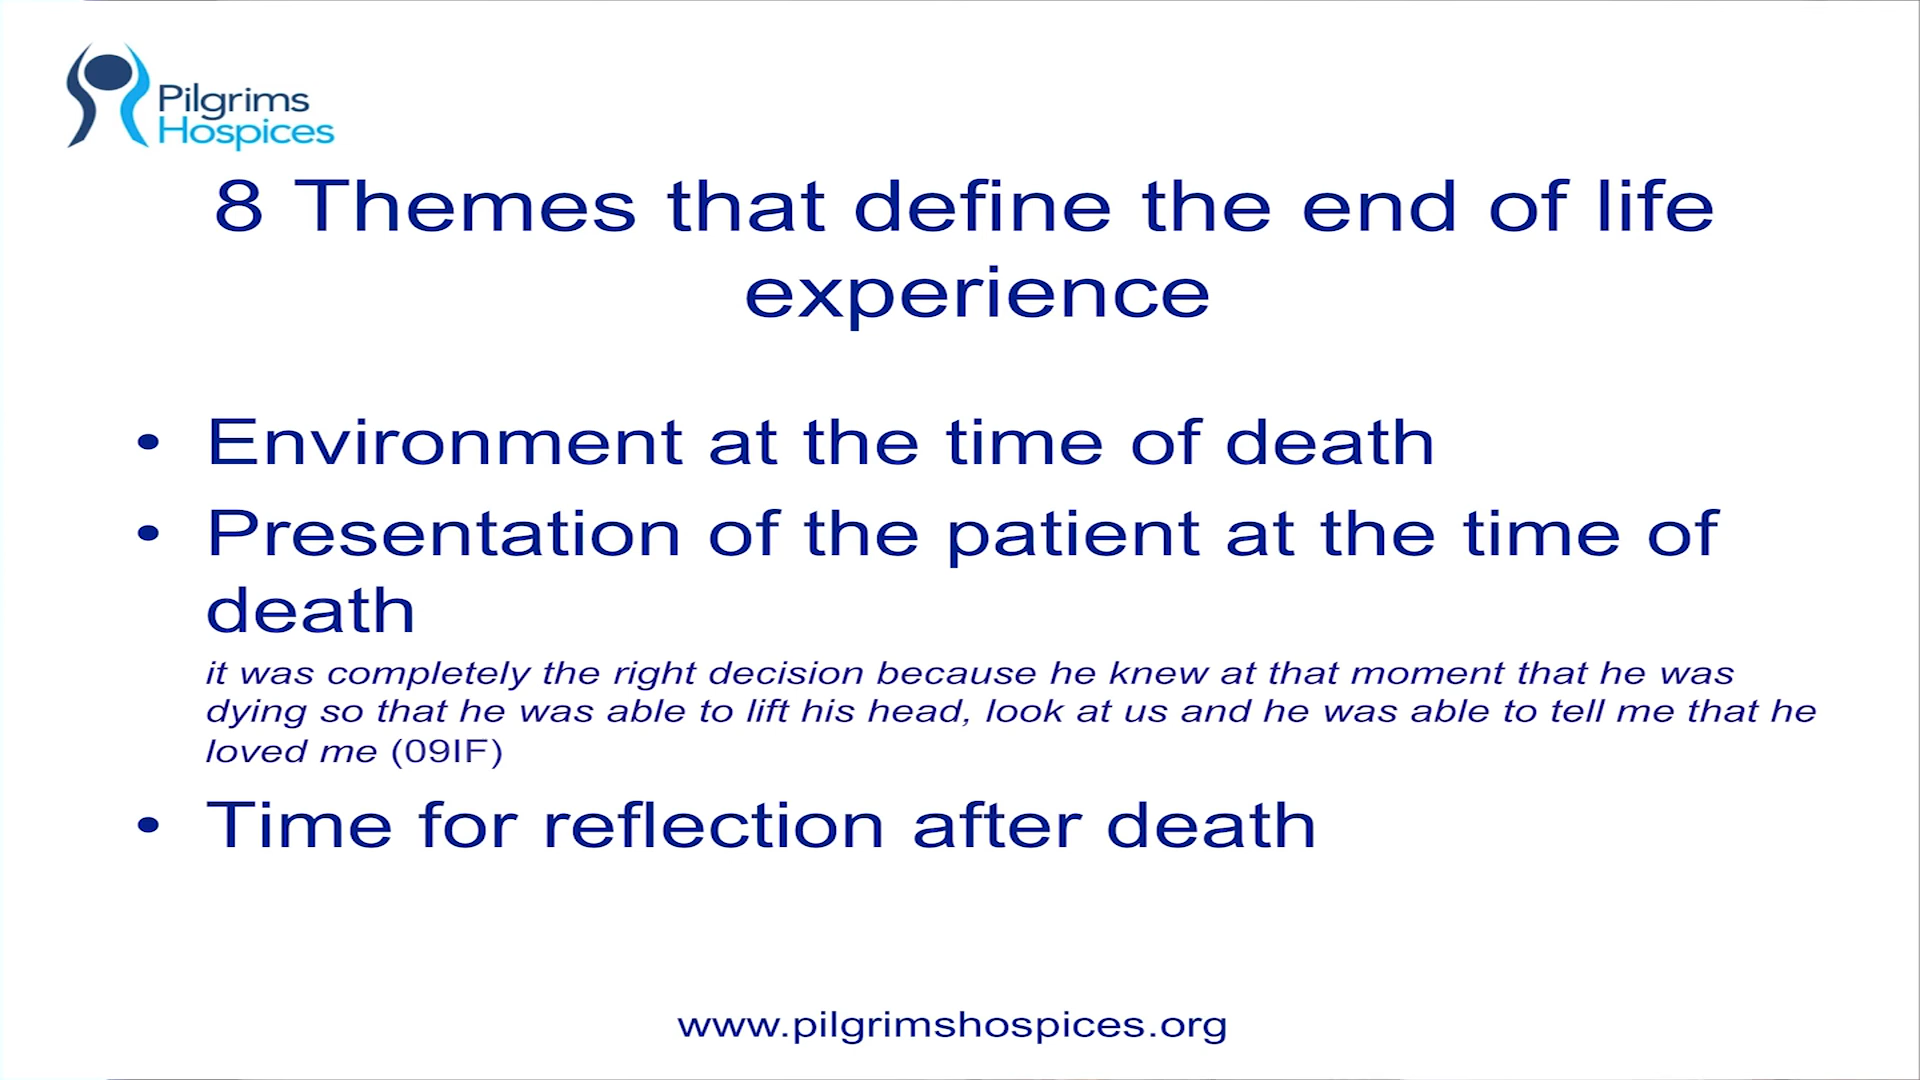 Pilgrims
Hospices
8 Themes that define the end of life
experience
• Environment at the time of death
• Presentation of the patient at the time of
death
it was completely the right decision because he knew at that moment that he was
dying so that he was able to lift his head, look at us and he was able to tell me that he
loved me (09IF)
• Time for reflection after death
www.pilgrimshospices.org